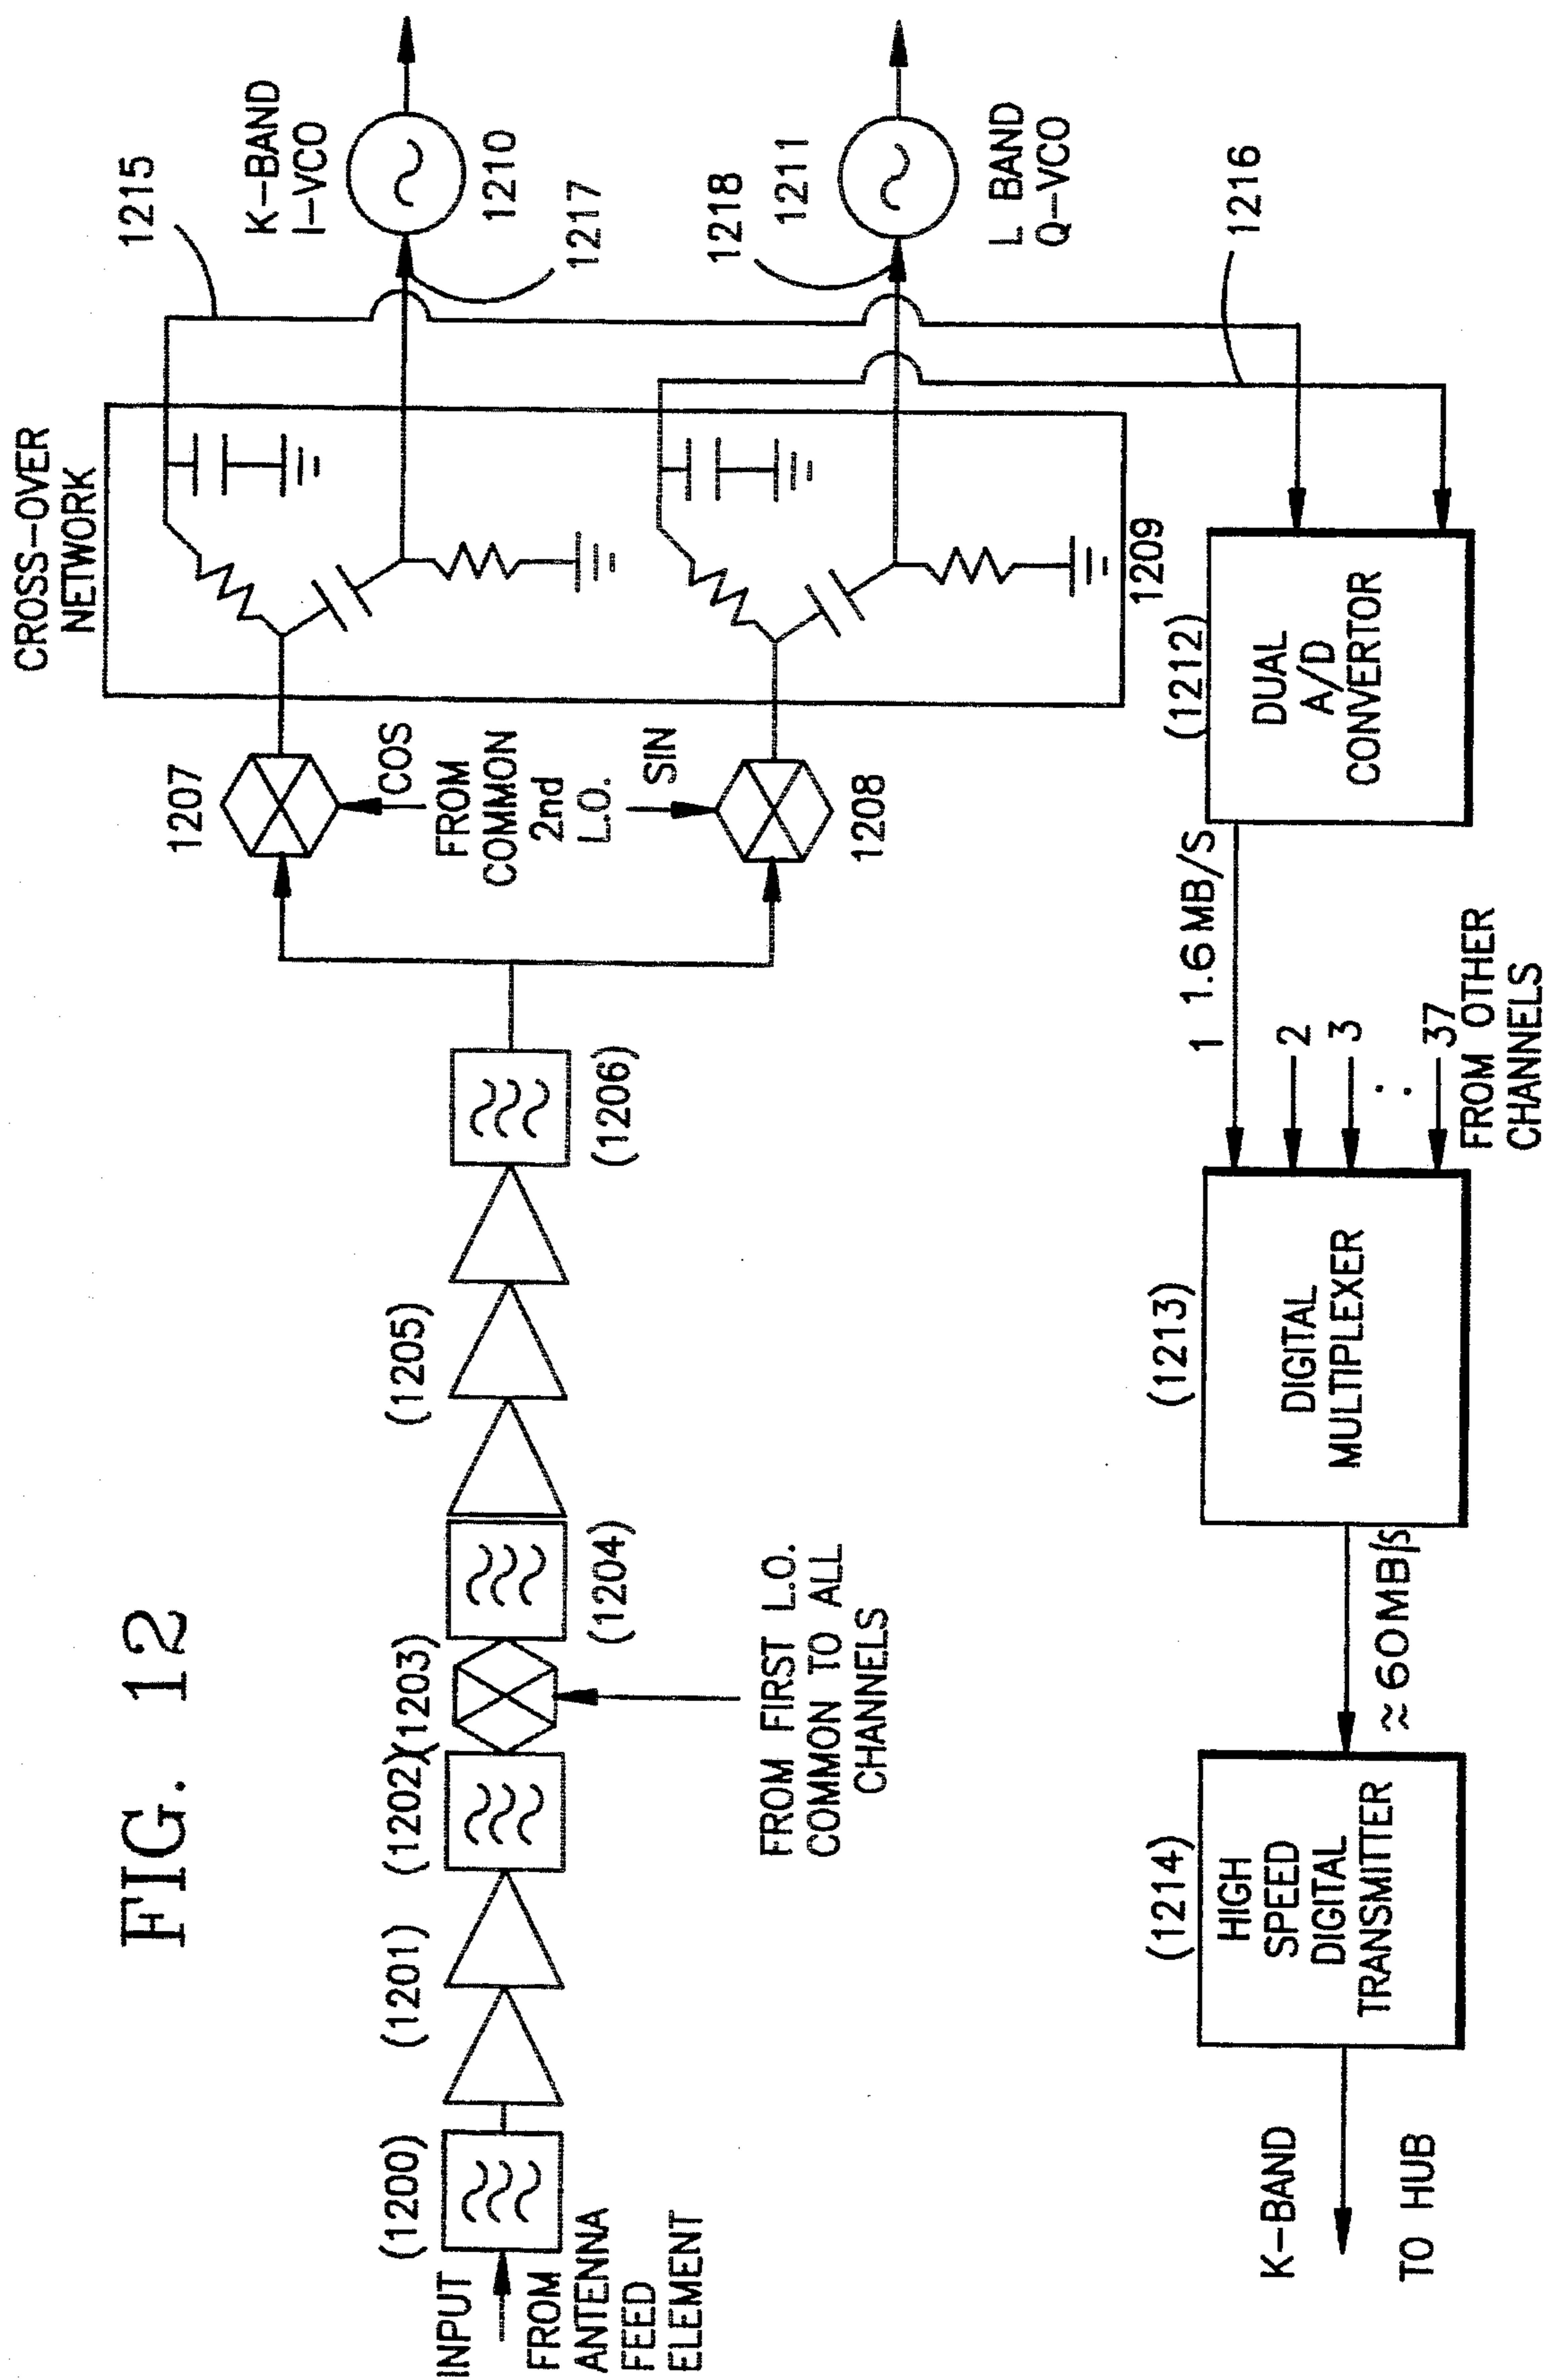 FIG. 12
INPUT
FROM
ANTENNA
FEED
ELEMENT
(1200)
(1201)
(1202)
(1203)
(1204)
FROM FIRST L.O.
COMMON TO ALL
CHANNELS
(1205)
(1206)
1207
COS
FROM
COMMON
2nd
L.O.
SIN
1208
CROSS-OVER
NETWORK
1209
1215
K-BAND
I-VCO
1210
1217
1218
1211
L BAND
Q-VCO
1216
(1212)
DUAL
A/D
CONVERTOR
1 1.6 MB/S
2
3
37
FROM OTHER
CHANNELS
(1213)
DIGITAL
MULTIPLEXER
≈ 60MB/S
(1214)
HIGH
SPEED
DIGITAL
TRANSMITTER
K-BAND
TO HUB